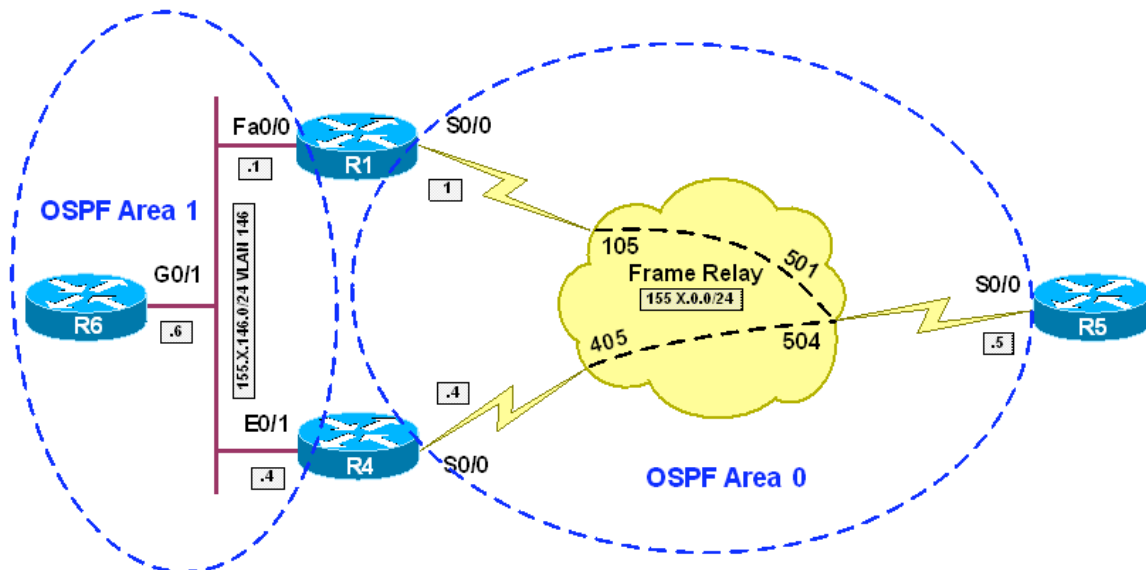 Fa0/0
S0/0
R1
.1
1
OSPF Area 1
155.X.146.0/24 VLAN 146
105
501
Frame Relay
155 X.0.0/24
G0/1
S0/0
R6
R5
.6
.5
405
504
.4
E0/1
R4
.4
S0/0
OSPF Area 0